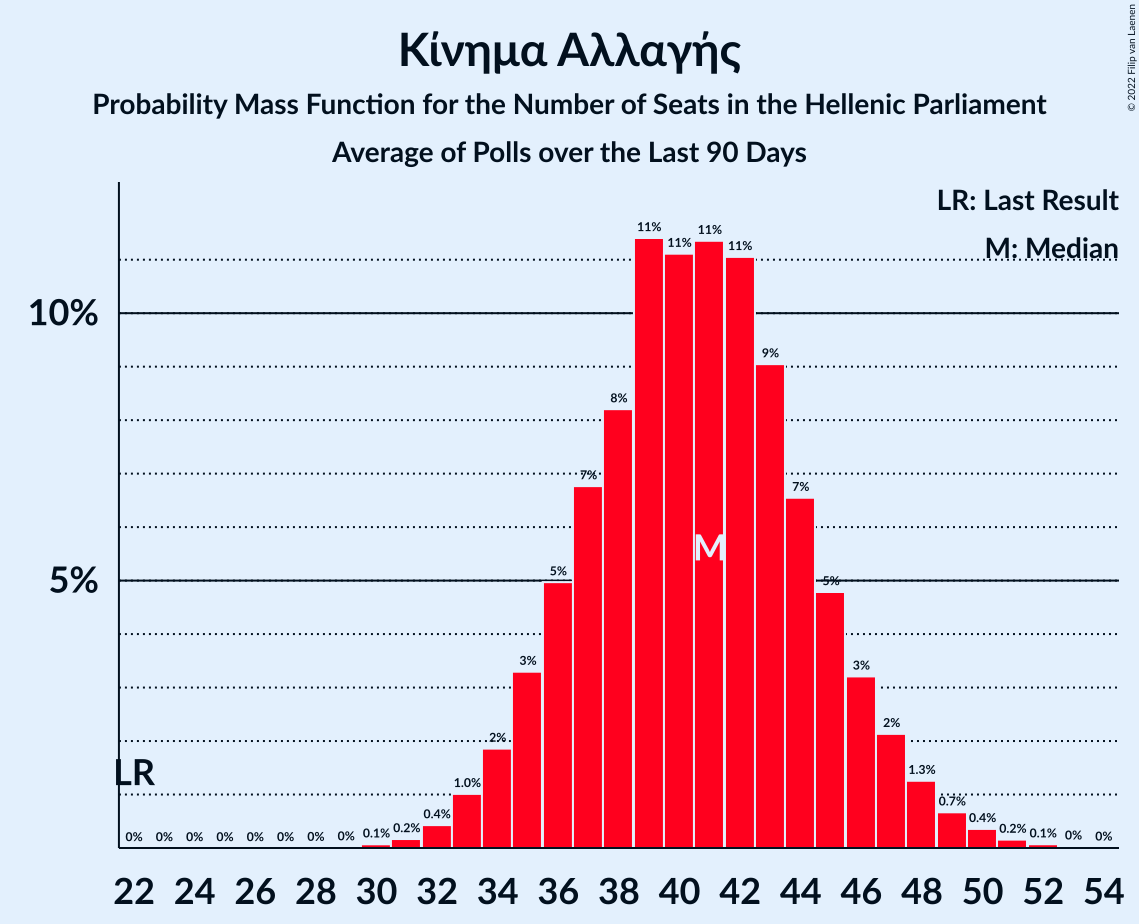 Κίνημα Αλλαγής
Probability Mass Function for the Number of Seats in the Hellenic Parliament
Average of Polls over the Last 90 Days
© 2022 Filip van Laenen
LR: Last Result
M: Median
10%
5%
LR
M
0% 0% 0% 0% 0% 0% 0% 0% 0.1% 0.2% 0.4% 1.0% 2% 3% 5% 7% 8% 11% 11% 11% 11% 9% 7% 5% 3% 2% 1.3% 0.7% 0.4% 0.2% 0.1% 0% 0%
22 24 26 28 30 32 34 36 38 40 42 44 46 48 50 52 54